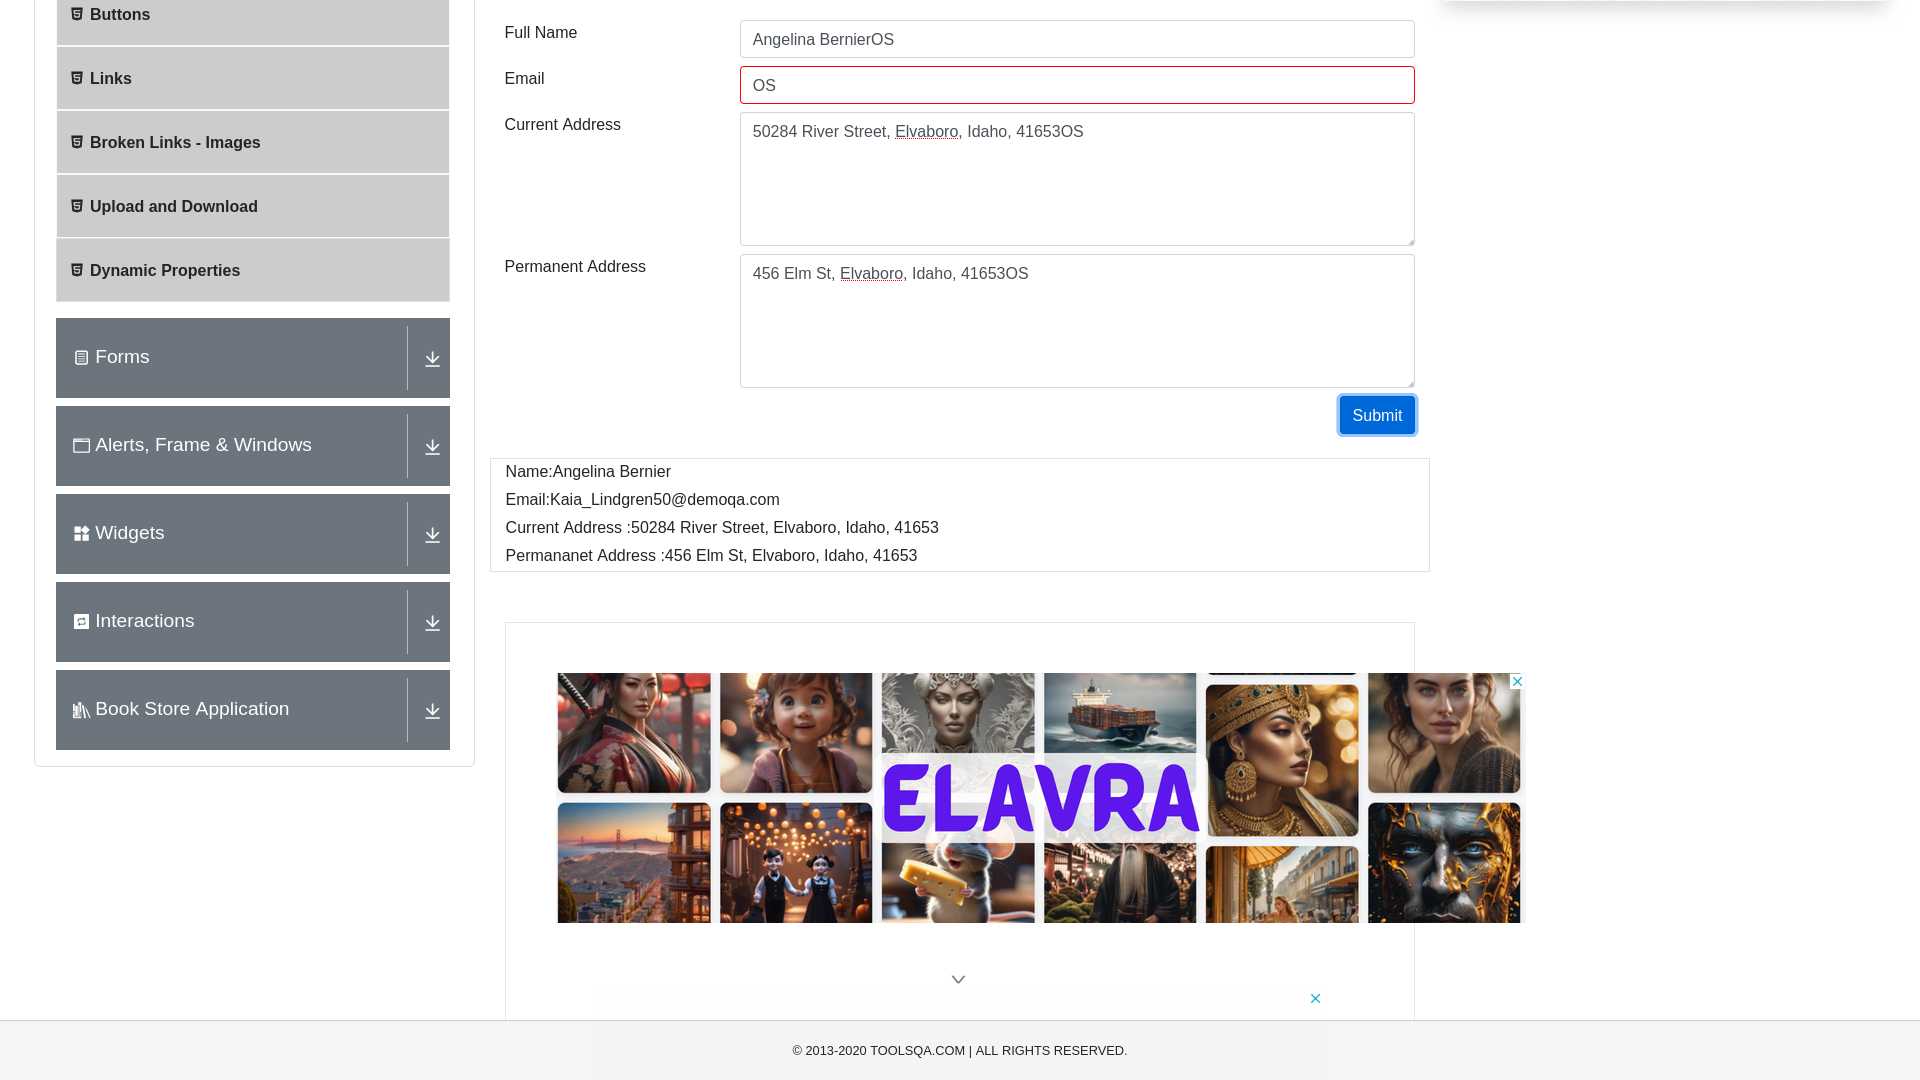 Buttons
Links
Broken Links - Images
Upload and Download
Dynamic Properties
Forms
Alerts, Frame & Windows
Widgets
Interactions
Book Store Application
Full Name
Angelina BernierOS
Email
OS
Current Address
50284 River Street, Elvaboro, Idaho, 41653OS
Permanent Address
456 Elm St, Elvaboro, Idaho, 41653OS
Submit
Name:Angelina Bernier
Email:Kaia_Lindgren50@demoqa.com
Current Address :50284 River Street, Elvaboro, Idaho, 41653
Permananet Address :456 Elm St, Elvaboro, Idaho, 41653
ELAVRA
© 2013-2020 TOOLSQA.COM | ALL RIGHTS RESERVED.